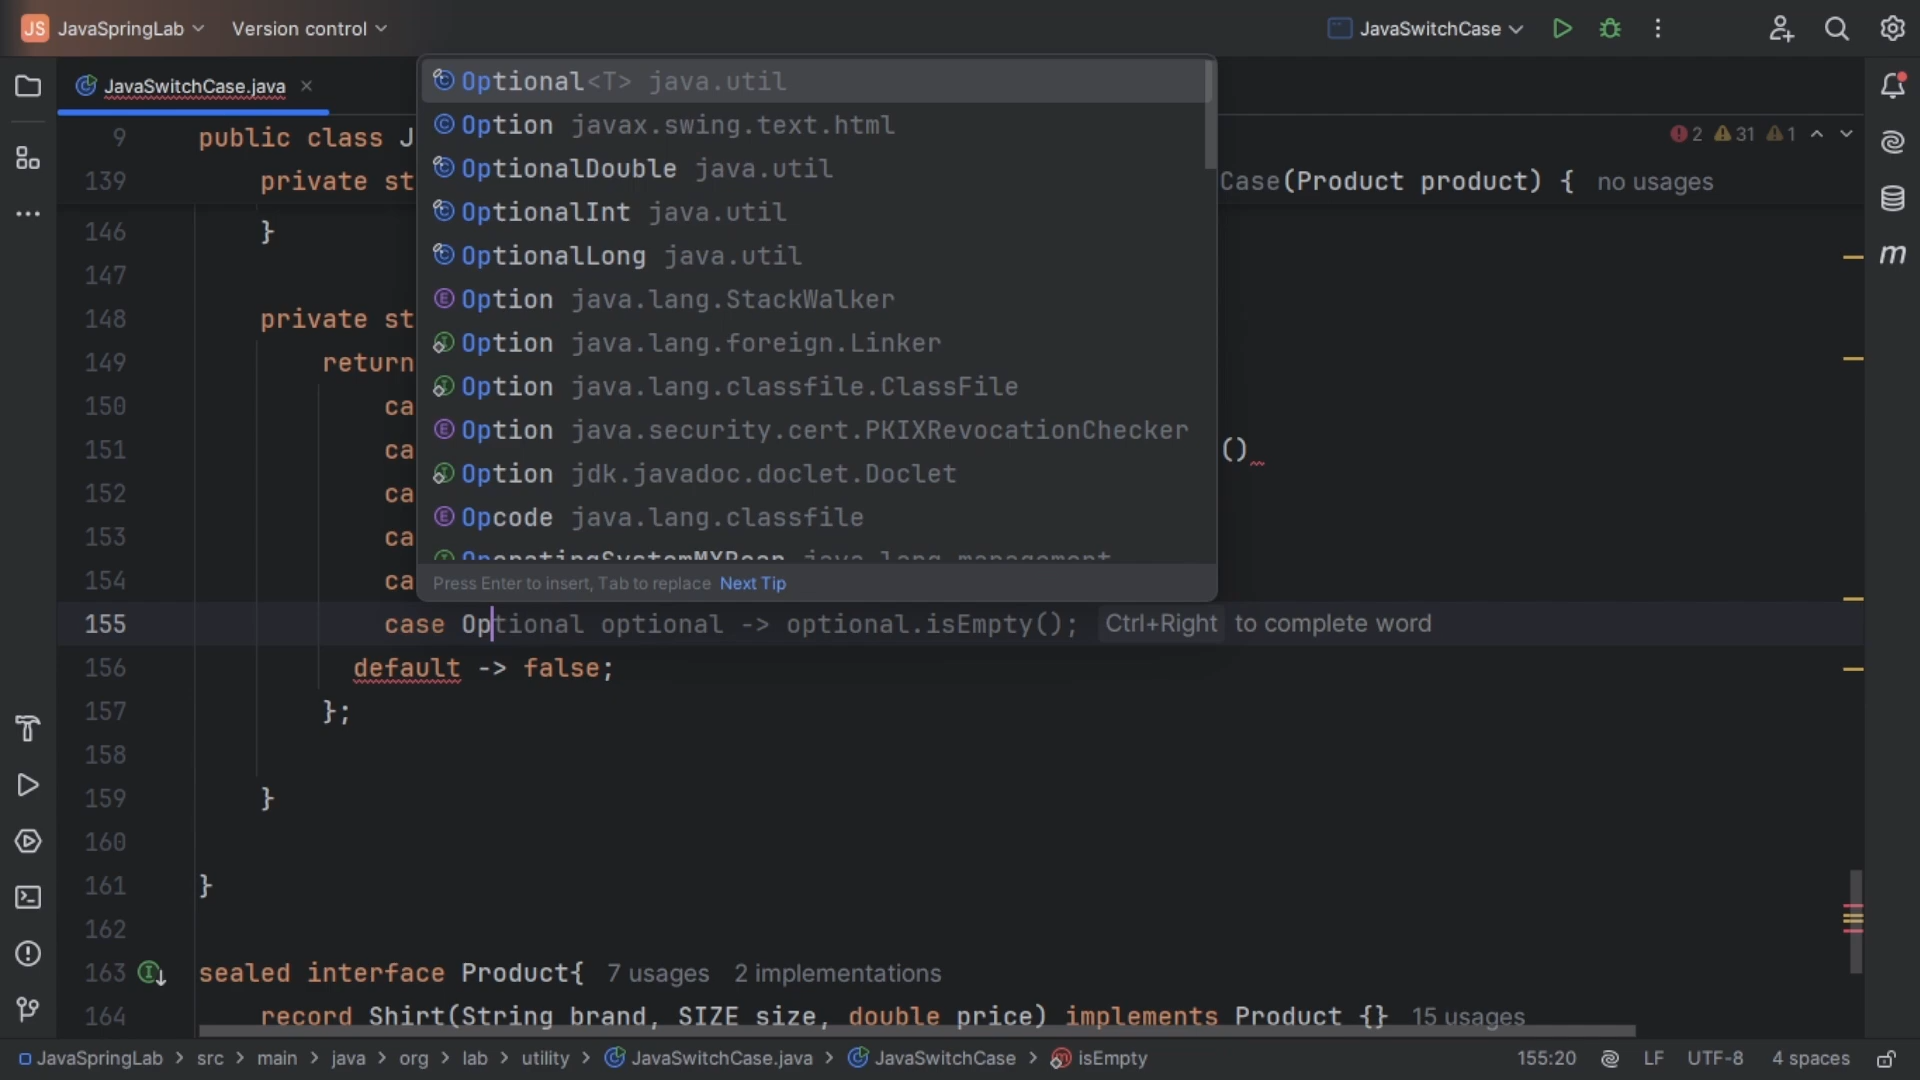 JS JavaSpringLab Version control JavaSwitchCase
JavaSwitchCase.java
9 public class J 2 31 1
139 private st Case(Product product) { no usages
Optional<T> java.util
Option javax.swing.text.html
OptionalDouble java.util
OptionalInt java.util
OptionalLong java.util
Option java.lang.StackWalker
Option java.lang.foreign.Linker
Option java.lang.classfile.ClassFile
Option java.security.cert.PKIXRevocationChecker
Option jdk.javadoc.doclet.Doclet
Opcode java.lang.classfile
OperatingSystemMXBean java.lang.management
Press Enter to insert, Tab to replace Next Tip
146 }
147
148 private st
149 return
150 ca
151 ca ()
152 ca
153 ca
154 ca
155 case Optional optional -> optional.isEmpty(); Ctrl+Right to complete word
156 default -> false;
157 };
158
159 }
160
161 }
162
163 sealed interface Product{ 7 usages 2 implementations
164 record Shirt(String brand, SIZE size, double price) implements Product {} 15 usages
JavaSpringLab > src > main > java > org > lab > utility > JavaSwitchCase.java > JavaSwitchCase > isEmpty 155:20 LF UTF-8 4 spaces